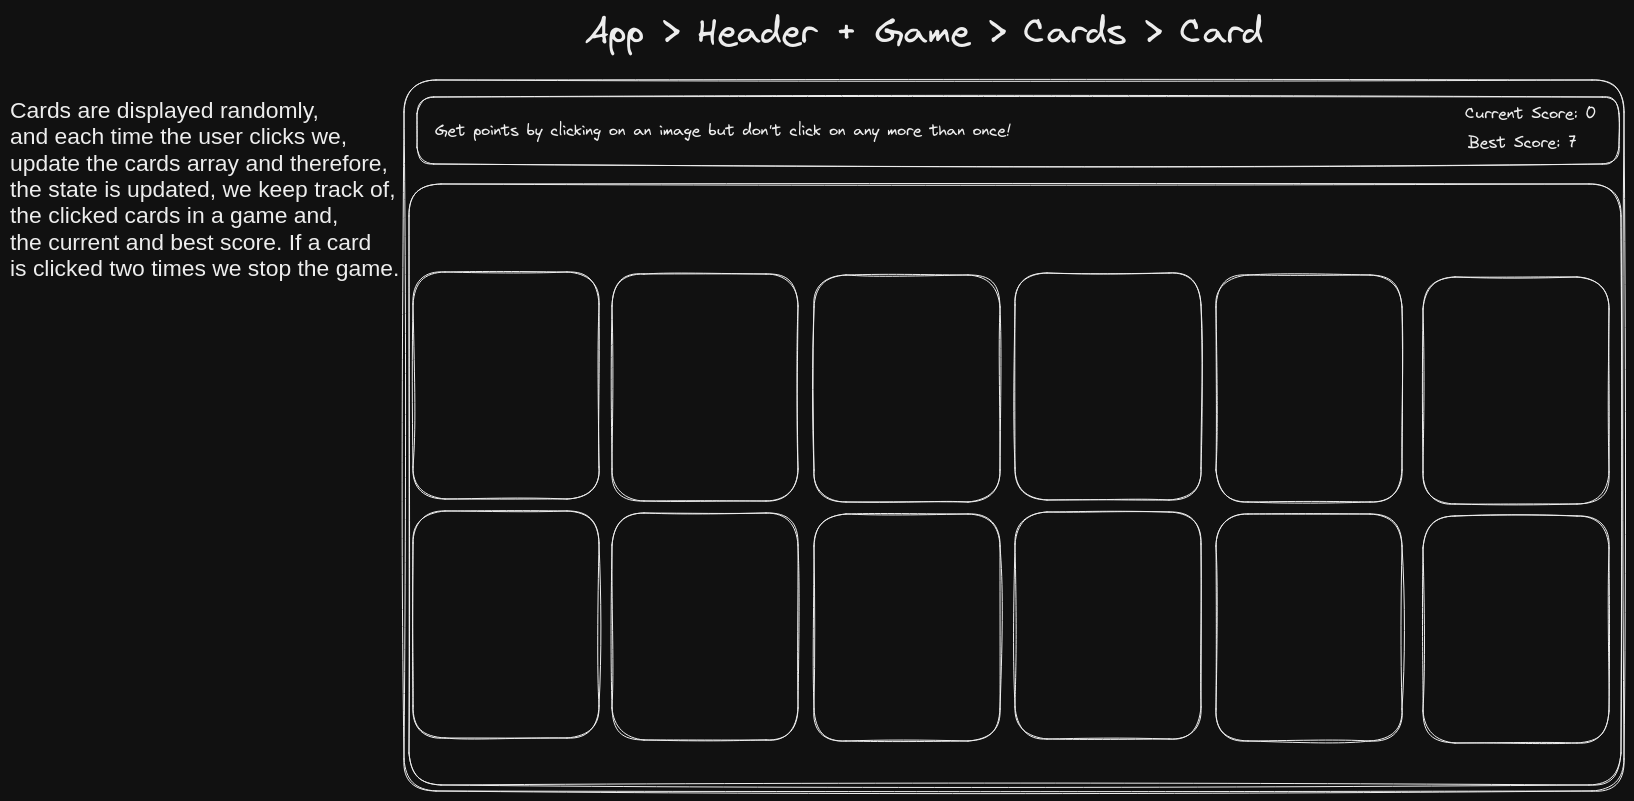 App > Header + Game > Cards > Card
Cards are displayed randomly,
and each time the user clicks we,
update the cards array and therefore,
the state is updated, we keep track of,
the clicked cards in a game and,
the current and best score. If a card
is clicked two times we stop the game.
Get points by clicking on an image but don't click on any more than once!
Current Score: 0
Best Score: 7